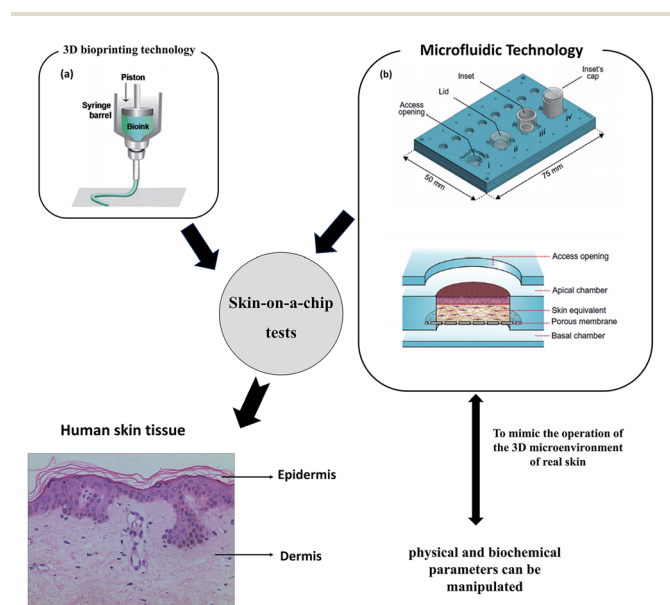 3D bioprinting technology
(a)
Piston
Syringe
barrel
Bioink
Microfluidic Technology
(b)
Inset's
cap
Inset
Lid
Access
opening
i
ii
iii
iv
50 mm
75 mm
Access opening
Apical chamber
Skin equivalent
Porous membrane
Basal chamber
Skin-on-a-chip
tests
Human skin tissue
Epidermis
Dermis
To mimic the operation of
the 3D microenvironment
of real skin
physical and biochemical
parameters can be
manipulated